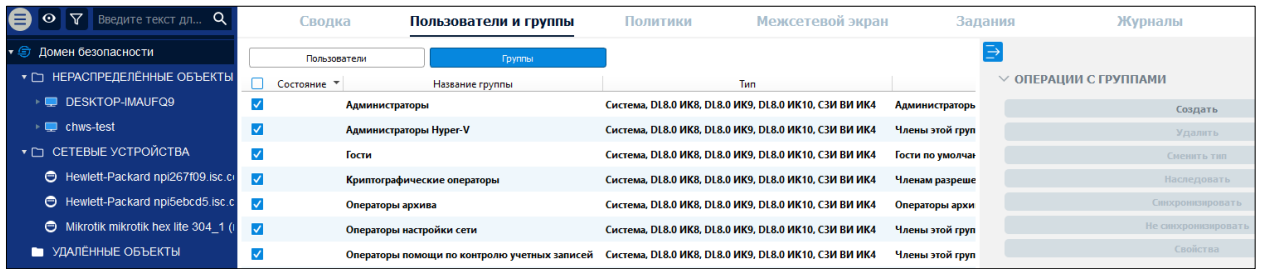 Введите текст дл...
Сводка Пользователи и группы Политики Межсетевой экран Задания Журналы
Домен безопасности
НЕРАСПРЕДЕЛЁННЫЕ ОБЪЕКТЫ
DESKTOP-IMAUFQ9
chws-test
СЕТЕВЫЕ УСТРОЙСТВА
Hewlett-Packard npi267f09.isc.c
Hewlett-Packard npi5ebcd5.isc.c
Mikrotik mikrotik hex lite 304_1 (
УДАЛЁННЫЕ ОБЪЕКТЫ
Пользователи Группы
Состояние Название группы Тип
Администраторы Система, DL8.0 ИК8, DL8.0 ИК9, DL8.0 ИК10, СЗИ ВИ ИК4 Администраторь
Администраторы Hyper-V Система, DL8.0 ИК8, DL8.0 ИК9, DL8.0 ИК10, СЗИ ВИ ИК4 Члены этой груп
Гости Система, DL8.0 ИК8, DL8.0 ИК9, DL8.0 ИК10, СЗИ ВИ ИК4 Гости по умолчан
Криптографические операторы Система, DL8.0 ИК8, DL8.0 ИК9, DL8.0 ИК10, СЗИ ВИ ИК4 Членам разреше
Операторы архива Система, DL8.0 ИК8, DL8.0 ИК9, DL8.0 ИК10, СЗИ ВИ ИК4 Операторы архи
Операторы настройки сети Система, DL8.0 ИК8, DL8.0 ИК9, DL8.0 ИК10, СЗИ ВИ ИК4 Члены этой груп
Операторы помощи по контролю учетных записей Система, DL8.0 ИК8, DL8.0 ИК9, DL8.0 ИК10, СЗИ ВИ ИК4 Члены этой груп
ОПЕРАЦИИ С ГРУППАМИ
Создать
Удалить
Сменить тип
Наследовать
Синхронизировать
Не синхронизировать
Свойства